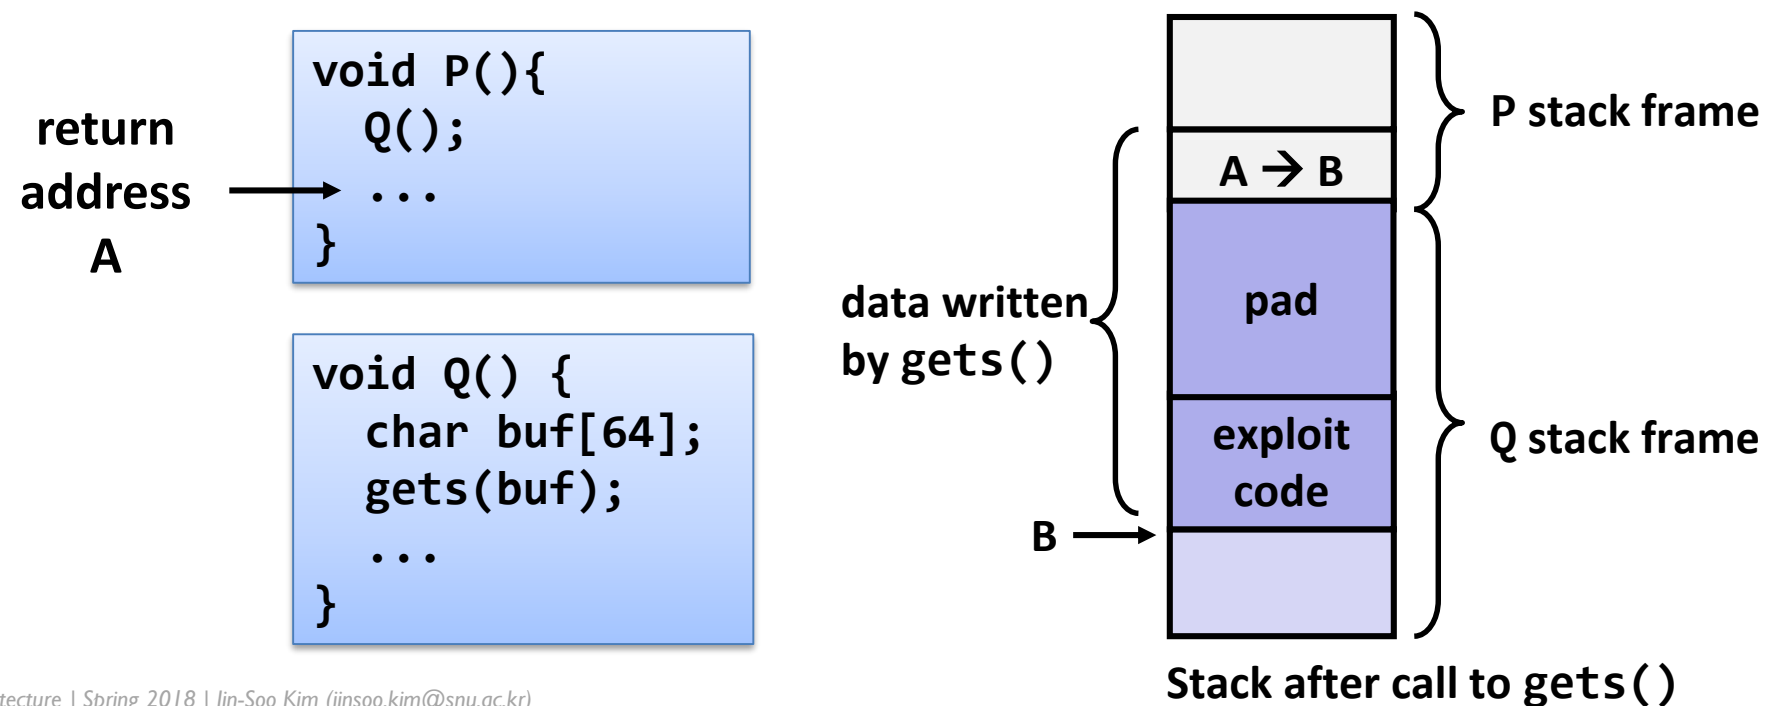 return
address
A
void P(){
Q();
...
}
void Q() {
char buf[64];
gets(buf);
...
}
data written
by gets()
B
A → B
pad
exploit
code
P stack frame
Q stack frame
Stack after call to gets()
tecture | Spring 2018 | Jin-Soo Kim (jinsoo.kim@snu.ac.kr)